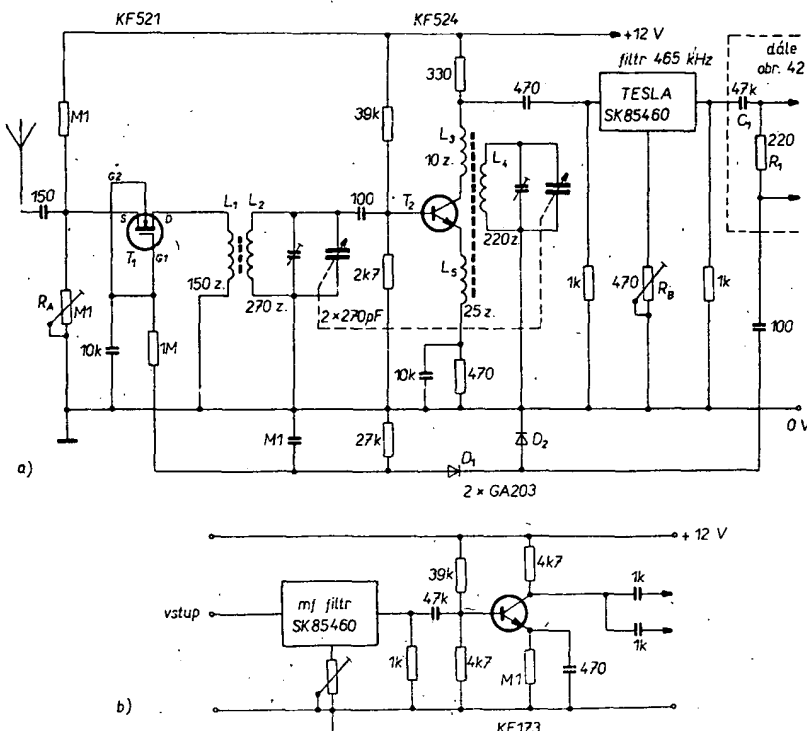 KF521
KF524
+12 V
filtr 465 kHz
dále
obr. 42
M1
330
470
TESLA
SK85460
47k
C1
39k
L3
10 z.
L4
220
R1
150
G2
S
D
T1
G1
L1
L2
100
T2
220 z.
2k7
150 z.
270 z.
L5
25 z.
2×270pF
1k
470
RB
1k
RA
M1
10k
1M
10k
470
100
0 V
M1
27k
D1
D2
a)
2 × GA203
+ 12 V
39k
4k7
vstup
mf filtr
SK85460
47k
1k
1k
1k
4k7
M1
470
b)
KF173